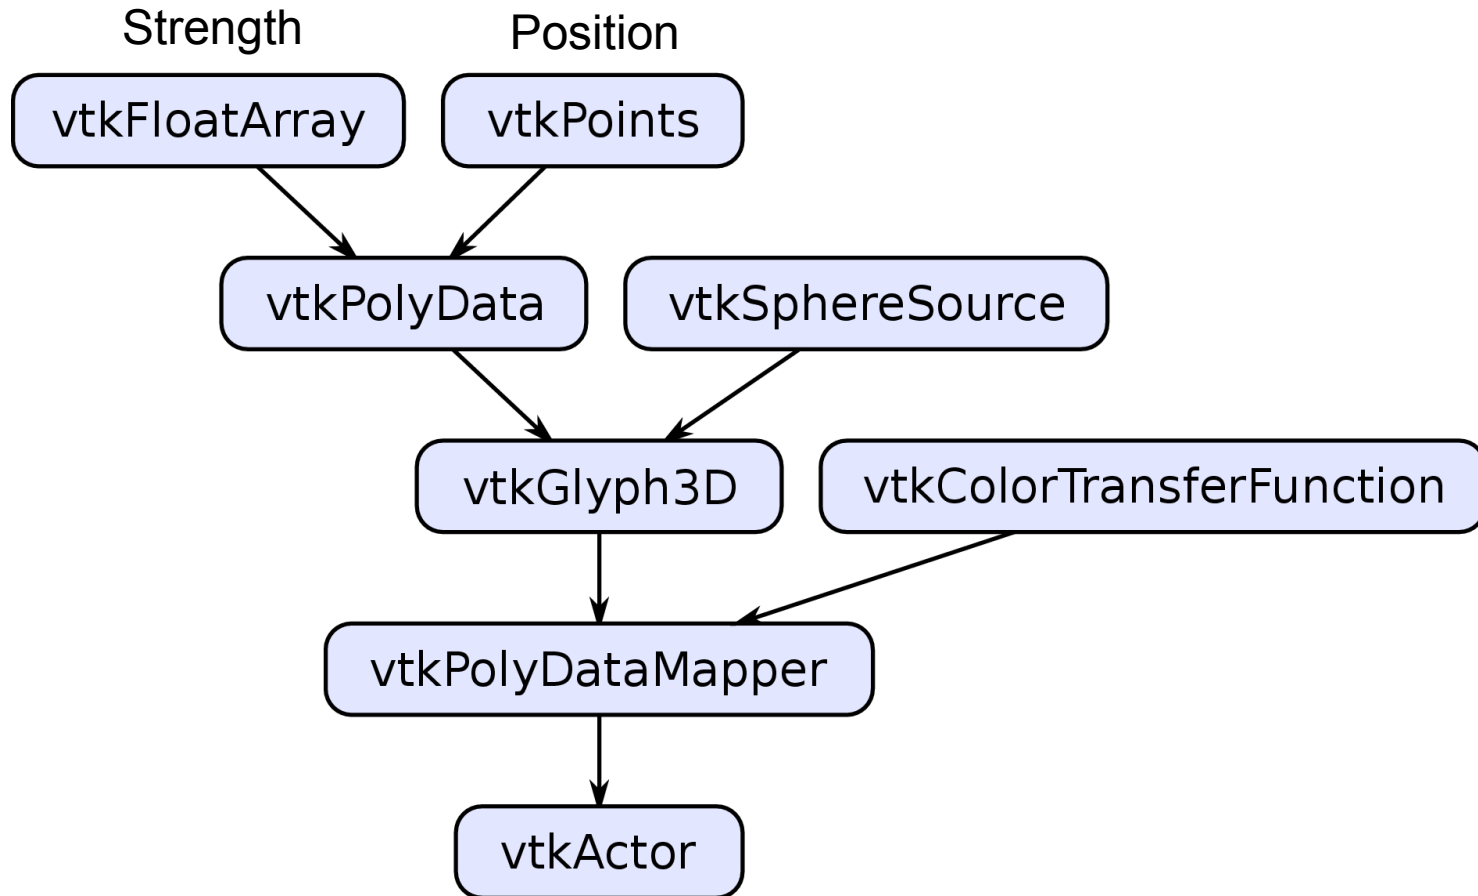 Strength
Position
vtkFloatArray
vtkPoints
vtkPolyData
vtkSphereSource
vtkGlyph3D
vtkColorTransferFunction
vtkPolyDataMapper
vtkActor